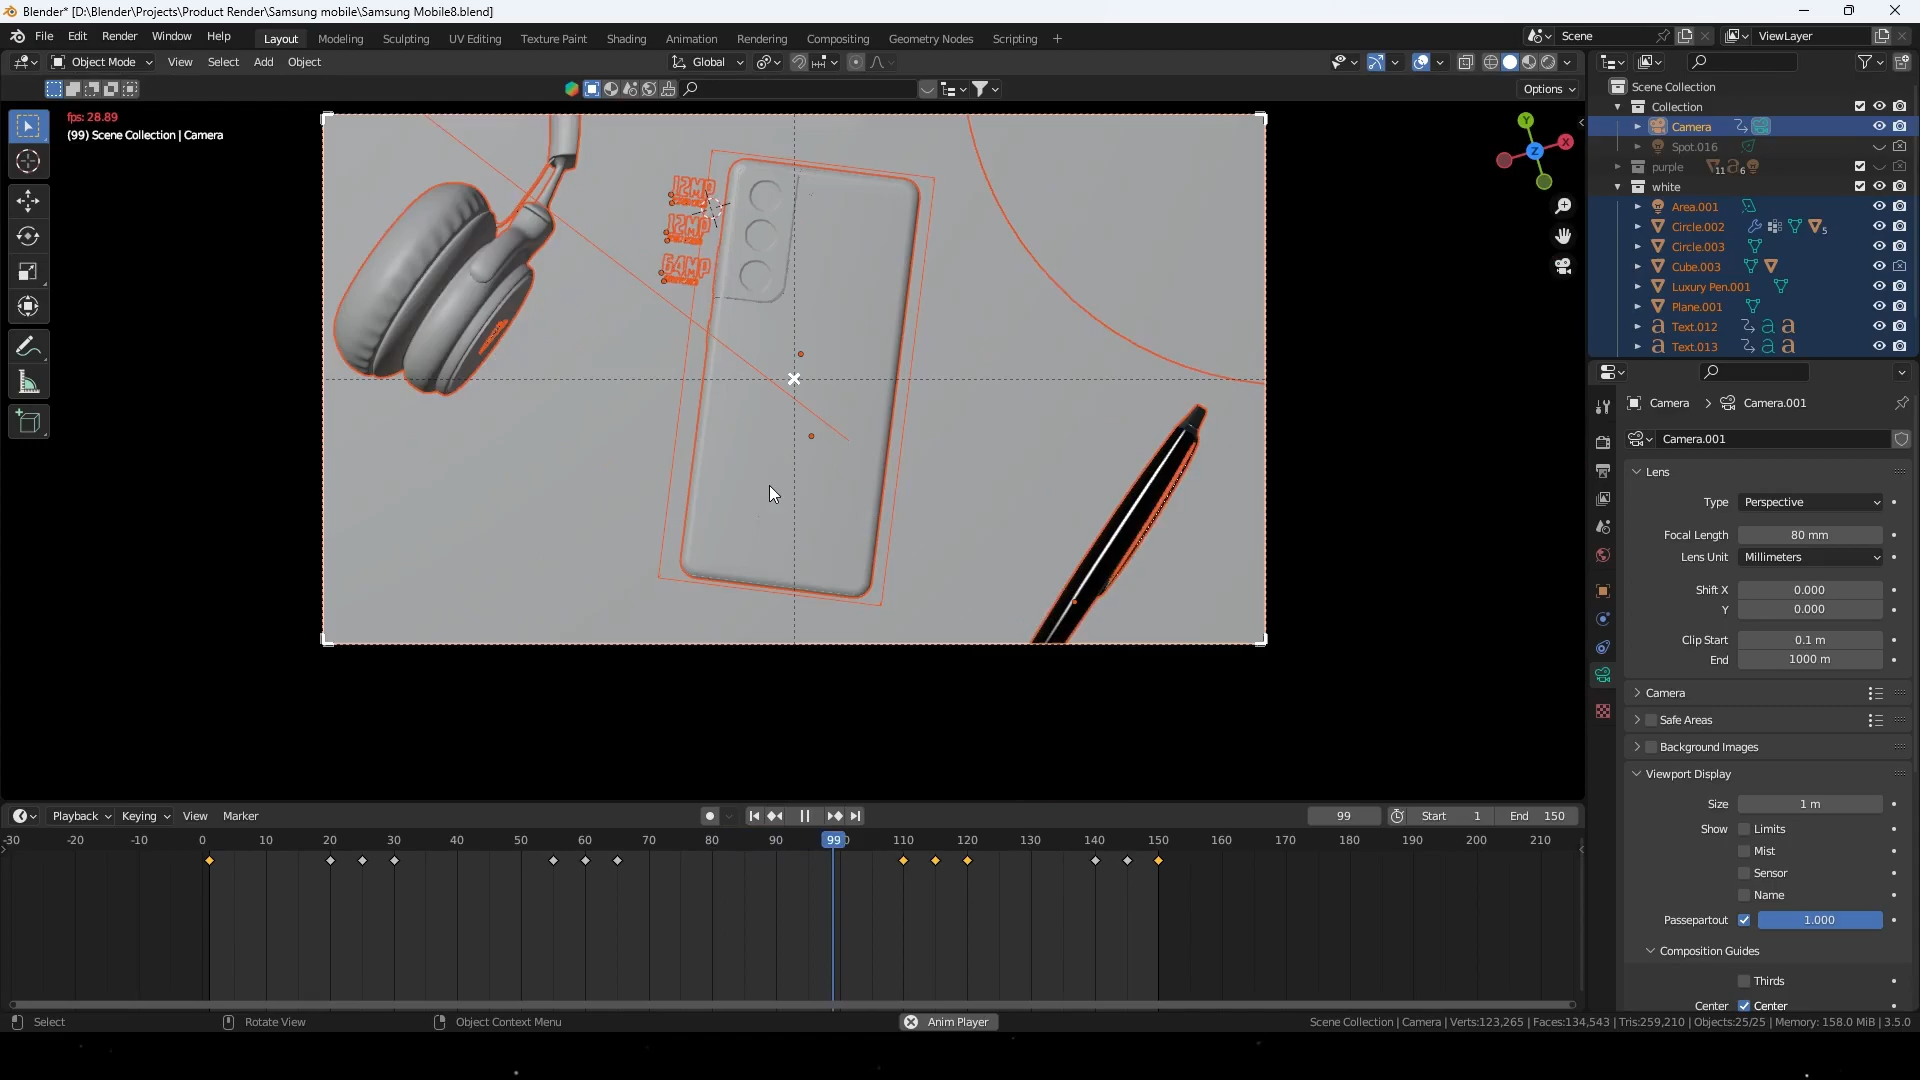 Blender* [D:\Blender\Projects\Product Render\Samsung mobile\Samsung Mobile8.blend]
File Edit Render Window Help
Layout Modeling Sculpting UV Editing Texture Paint Shading Animation Rendering Compositing Geometry Nodes Scripting
Scene ViewLayer
Object Mode View Select Add Object
Global
Options
fps: 28.89
(99) Scene Collection | Camera
12MP
12MP
64MP
Y
X
Z
Scene Collection
Collection
Camera
Spot.016
purple 11 6
white
Area.001
Circle.002 5
Circle.003
Cube.003
Luxury Pen.001
Plane.001
Text.012
Text.013
Camera Camera.001
Camera.001
Lens
Type Perspective
Focal Length 80 mm
Lens Unit Millimeters
Shift X 0.000
Y 0.000
Clip Start 0.1 m
End 1000 m
Camera
Safe Areas
Background Images
Viewport Display
Size 1 m
Show Limits
Mist
Sensor
Name
Passepartout 1.000
Composition Guides
Thirds
Center Center
Playback Keying View Marker
99 Start 1 End 150
-30 -20 -10 0 10 20 30 40 50 60 70 80 90 99 110 120 130 140 150 160 170 180 190 200 210
Select Rotate View Object Context Menu Anim Player
Scene Collection | Camera | Verts:123,265 | Faces:134,543 | Tris:259,210 | Objects:25/25 | Memory: 158.0 MiB | 3.5.0